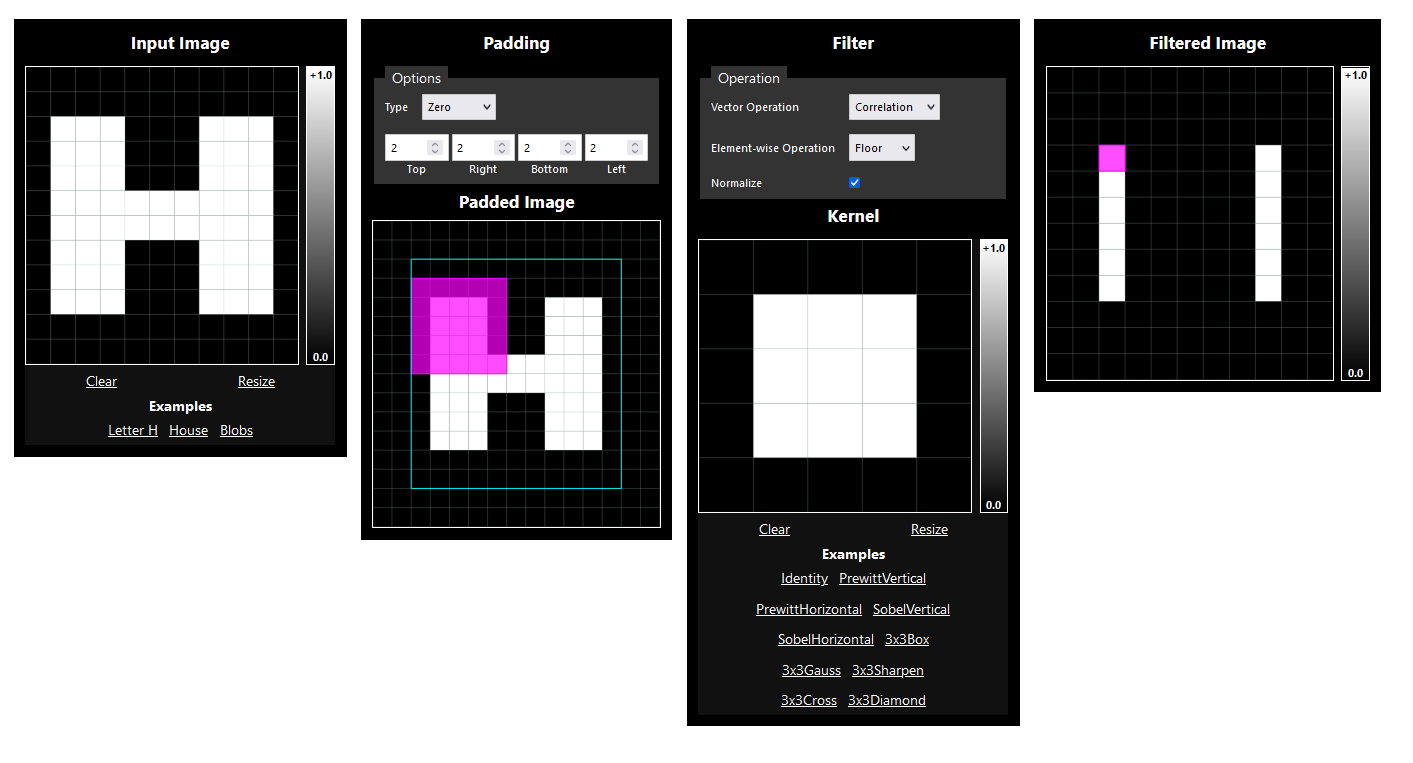 Input Image
+1.0
0.0
Clear Resize
Examples
Letter H House Blobs
Padding
Options
Type Zero
2 2 2 2
Top Right Bottom Left
Padded Image
Filter
Operation
Vector Operation Correlation
Element-wise Operation Floor
Normalize
Kernel
+1.0
0.0
Clear Resize
Examples
Identity PrewittVertical
PrewittHorizontal SobelVertical
SobelHorizontal 3x3Box
3x3Gauss 3x3Sharpen
3x3Cross 3x3Diamond
Filtered Image
+1.0
0.0